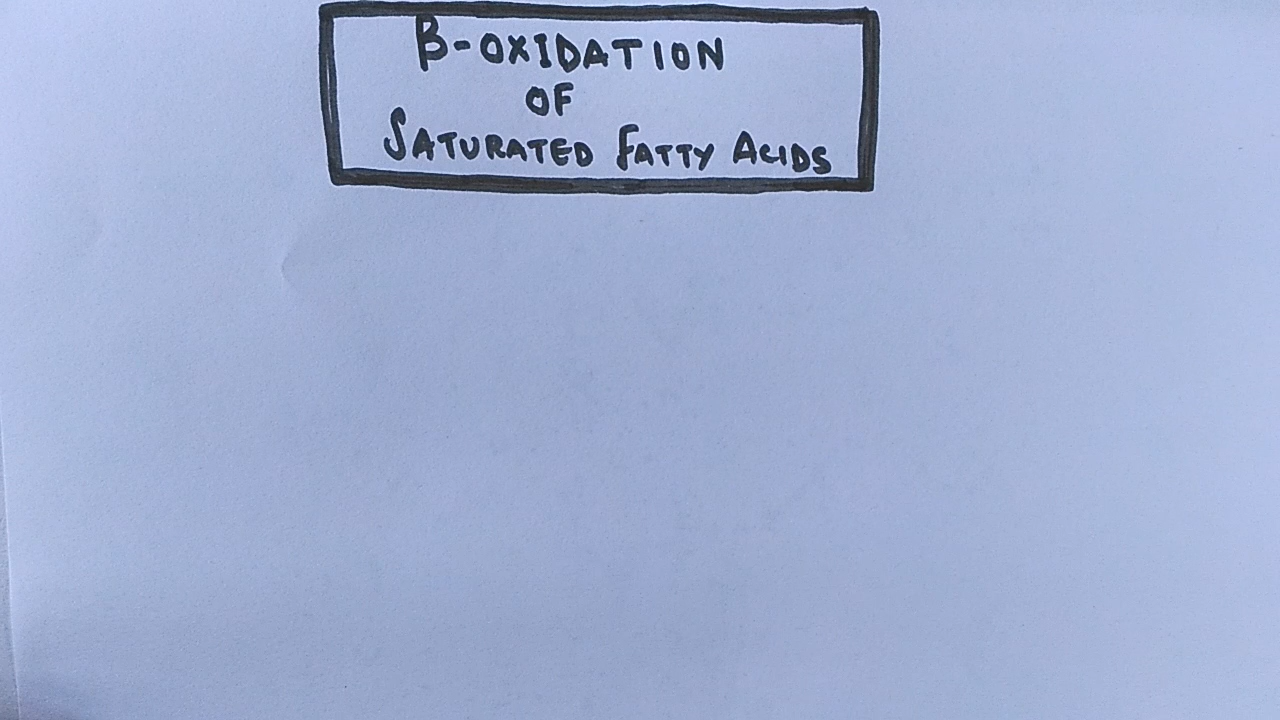 β-OXIDATION
OF
SATURATED FATTY ACIDS